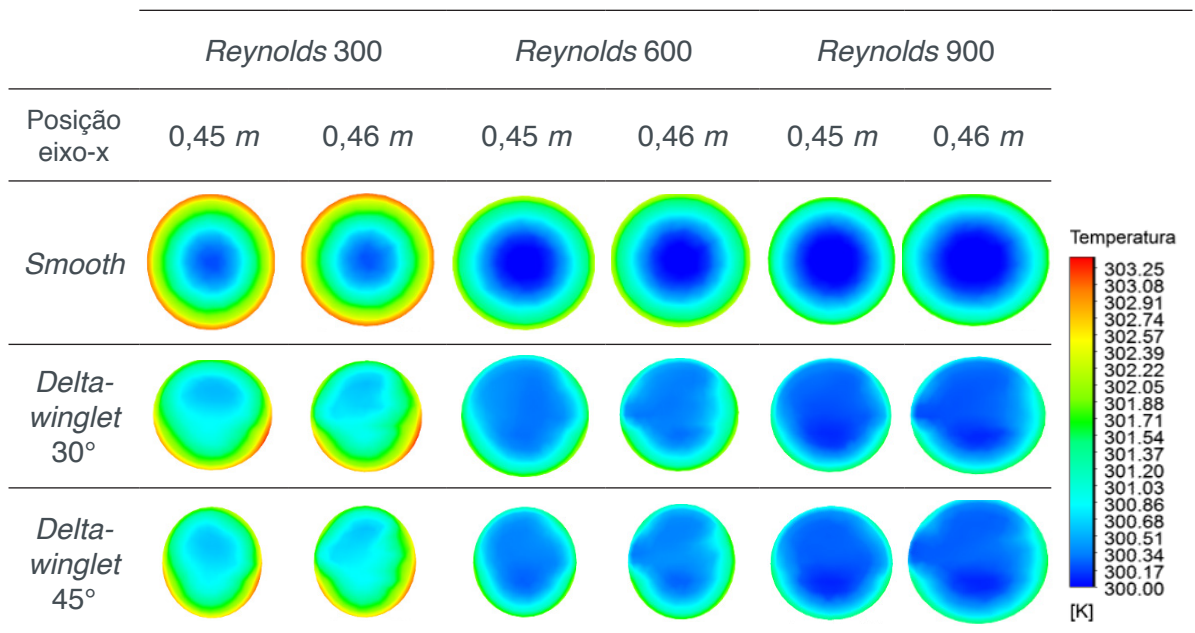 Reynolds 300 Reynolds 600 Reynolds 900
Posição
eixo-x
0,45 m 0,46 m 0,45 m 0,46 m 0,45 m 0,46 m
Smooth
Delta-
winglet
30°
Delta-
winglet
45°
Temperatura
303.25
303.08
302.91
302.74
302.57
302.39
302.22
302.05
301.88
301.71
301.54
301.37
301.20
301.03
300.86
300.68
300.51
300.34
300.17
300.00
[K]